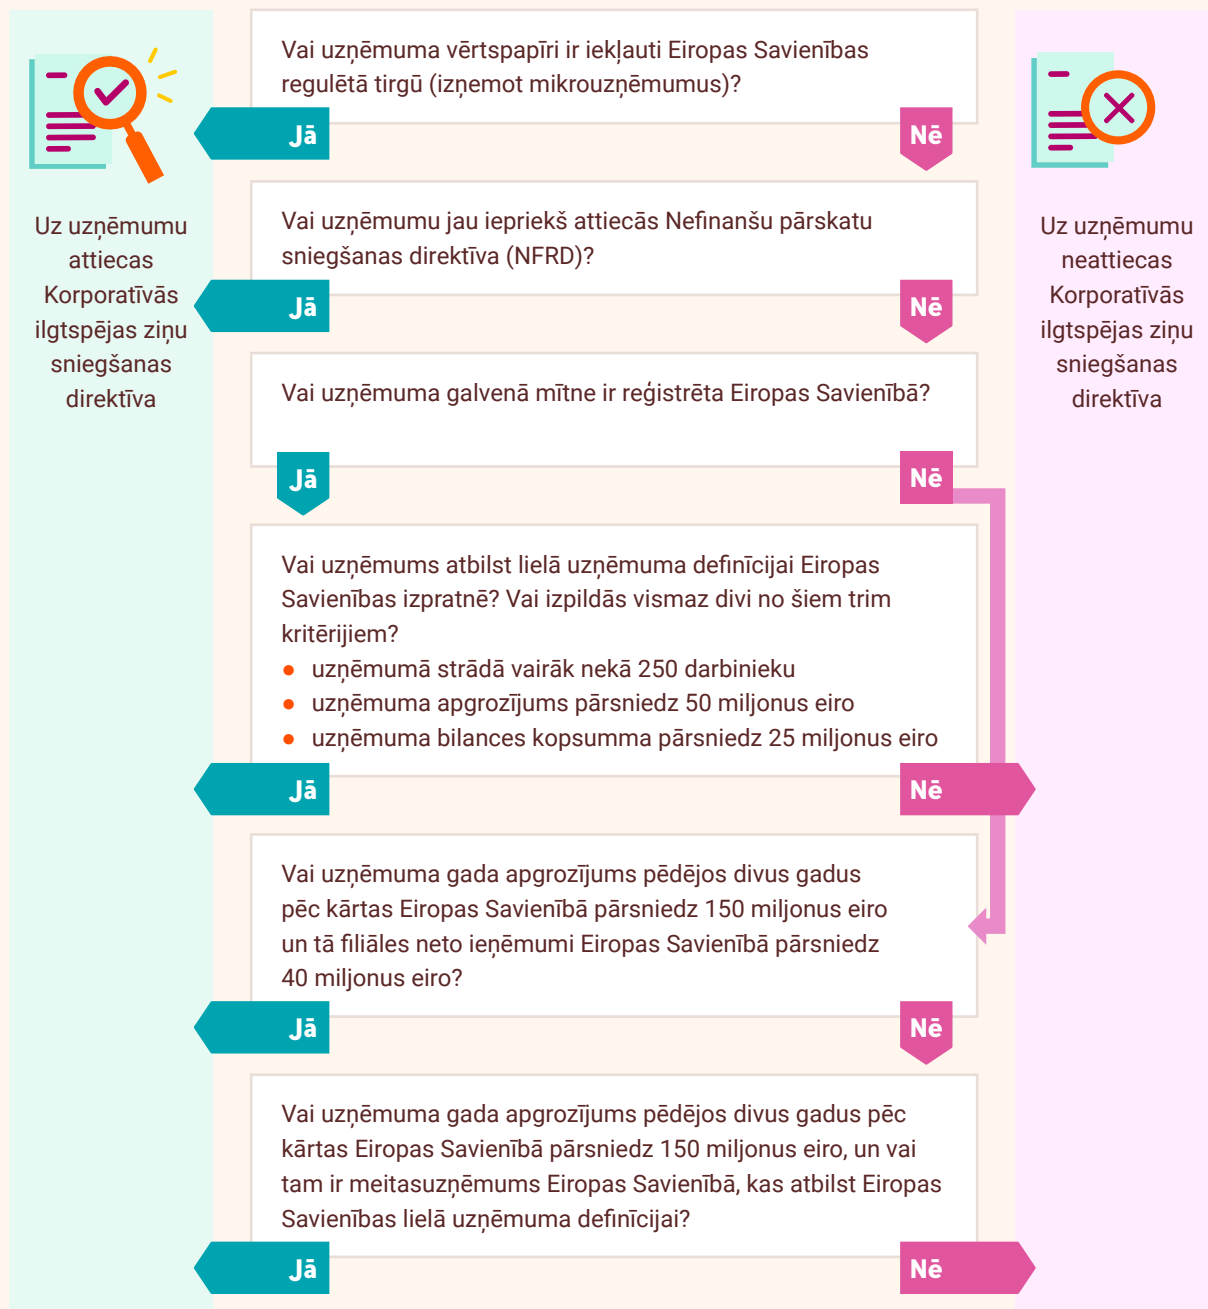 Vai uzņēmuma vērtspapīri ir iekļauti Eiropas Savienības
regulētā tirgū (izņemot mikrouzņēmumus)?
Jā
Nē
Uz uzņēmumu
attiecas
Korporatīvās
ilgtspējas ziņu
sniegšanas
direktīva
Vai uzņēmumu jau iepriekš attiecās Nefinanšu pārskatu
sniegšanas direktīva (NFRD)?
Jā
Nē
Uz uzņēmumu
neattiecas
Korporatīvās
ilgtspējas ziņu
sniegšanas
direktīva
Vai uzņēmuma galvenā mītne ir reģistrēta Eiropas Savienībā?
Jā
Nē
Vai uzņēmums atbilst lielā uzņēmuma definīcijai Eiropas
Savienības izpratnē? Vai izpildās vismaz divi no šiem trim
kritērijiem?
● uzņēmumā strādā vairāk nekā 250 darbinieku
● uzņēmuma apgrozījums pārsniedz 50 miljonus eiro
● uzņēmuma bilances kopsumma pārsniedz 25 miljonus eiro
Jā
Nē
Vai uzņēmuma gada apgrozījums pēdējos divus gadus
pēc kārtas Eiropas Savienībā pārsniedz 150 miljonus eiro
un tā filiāles neto ieņēmumi Eiropas Savienībā pārsniedz
40 miljonus eiro?
Jā
Nē
Vai uzņēmuma gada apgrozījums pēdējos divus gadus pēc
kārtas Eiropas Savienībā pārsniedz 150 miljonus eiro, un vai
tam ir meitasuzņēmums Eiropas Savienībā, kas atbilst Eiropas
Savienības lielā uzņēmuma definīcijai?
Jā
Nē